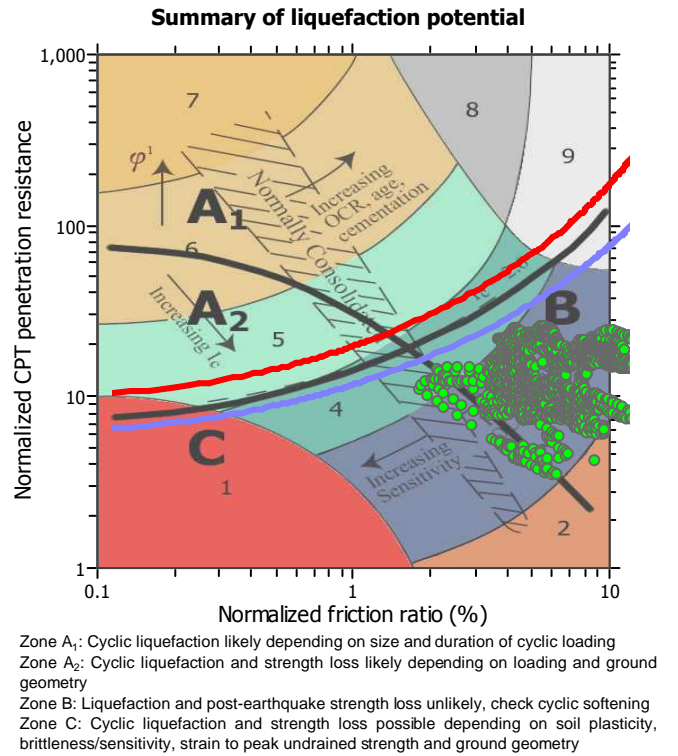 Summary of liquefaction potential
Normalized CPT penetration resistance
1,000
100
10
1
7
8
9
φ¹
A₁
Increasing
OCR, age,
cementation
Normally Consolidated
6
A₂
Increasing Ic
5
B
4
C
1
Increasing
Sensitivity
2
0.1
1
10
Normalized friction ratio (%)
Zone A₁: Cyclic liquefaction likely depending on size and duration of cyclic loading
Zone A₂: Cyclic liquefaction and strength loss likely depending on loading and ground
geometry
Zone B: Liquefaction and post-earthquake strength loss unlikely, check cyclic softening
Zone C: Cyclic liquefaction and strength loss possible depending on soil plasticity,
brittleness/sensitivity, strain to peak undrained strength and ground geometry